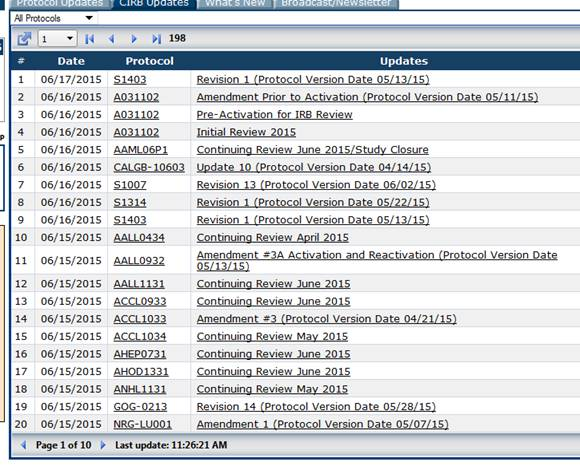 Protocol Updates CIRB Updates What's New Broadcast/Newsletter
All Protocols
1 198
# Date Protocol Updates
1 06/17/2015 S1403 Revision 1 (Protocol Version Date 05/13/15)
2 06/16/2015 A031102 Amendment Prior to Activation (Protocol Version Date 05/11/15)
3 06/16/2015 A031102 Pre-Activation for IRB Review
4 06/16/2015 A031102 Initial Review 2015
5 06/16/2015 AAML06P1 Continuing Review June 2015/Study Closure
6 06/16/2015 CALGB-10603 Update 10 (Protocol Version Date 04/14/15)
7 06/16/2015 S1007 Revision 13 (Protocol Version Date 06/02/15)
8 06/16/2015 S1314 Revision 1 (Protocol Version Date 05/22/15)
9 06/16/2015 S1403 Revision 1 (Protocol Version Date 05/13/15)
10 06/15/2015 AALL0434 Continuing Review April 2015
11 06/15/2015 AALL0932 Amendment #3A Activation and Reactivation (Protocol Version Date
05/13/15)
12 06/15/2015 AALL1131 Continuing Review June 2015
13 06/15/2015 ACCL0933 Continuing Review June 2015
14 06/15/2015 ACCL1033 Amendment #3 (Protocol Version Date 04/21/15)
15 06/15/2015 ACCL1034 Continuing Review May 2015
16 06/15/2015 AHEP0731 Continuing Review June 2015
17 06/15/2015 AHOD1331 Continuing Review June 2015
18 06/15/2015 ANHL1131 Continuing Review May 2015
19 06/15/2015 GOG-0213 Revision 14 (Protocol Version Date 05/28/15)
20 06/15/2015 NRG-LU001 Amendment 1 (Protocol Version Date 05/07/15)
Page 1 of 10 Last update: 11:26:21 AM